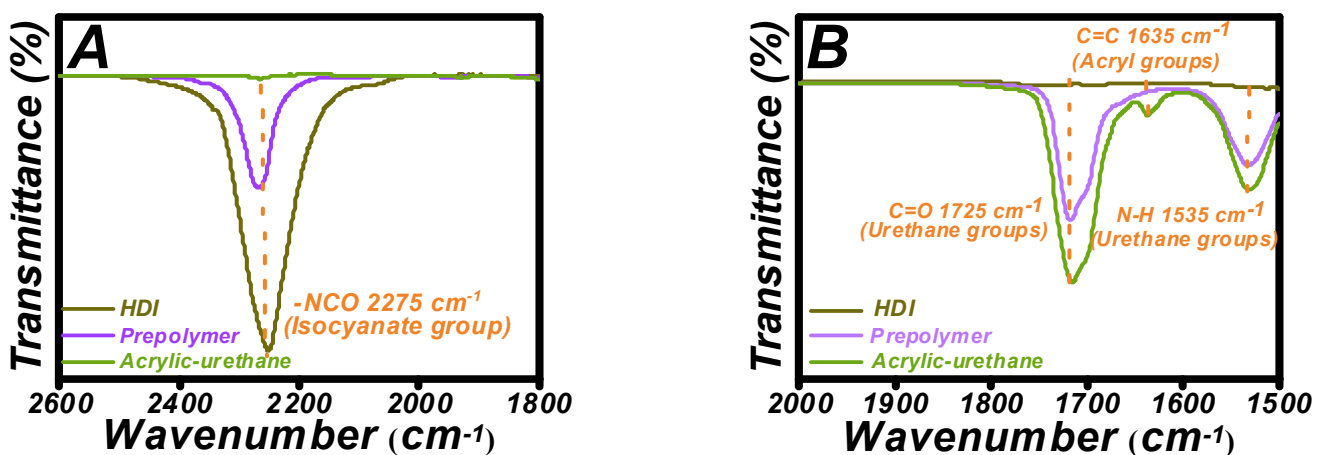 A
Transmittance (%)
-NCO 2275 cm-1
(Isocyanate group)
HDI
Prepolymer
Acrylic-urethane
2600 2400 2200 2000 1800
Wavenumber (cm-1)
B
Transmittance (%)
C=C 1635 cm-1
(Acryl groups)
C=O 1725 cm-1
(Urethane groups)
N-H 1535 cm-1
(Urethane groups)
HDI
Prepolymer
Acrylic-urethane
2000 1900 1800 1700 1600 1500
Wavenumber (cm-1)